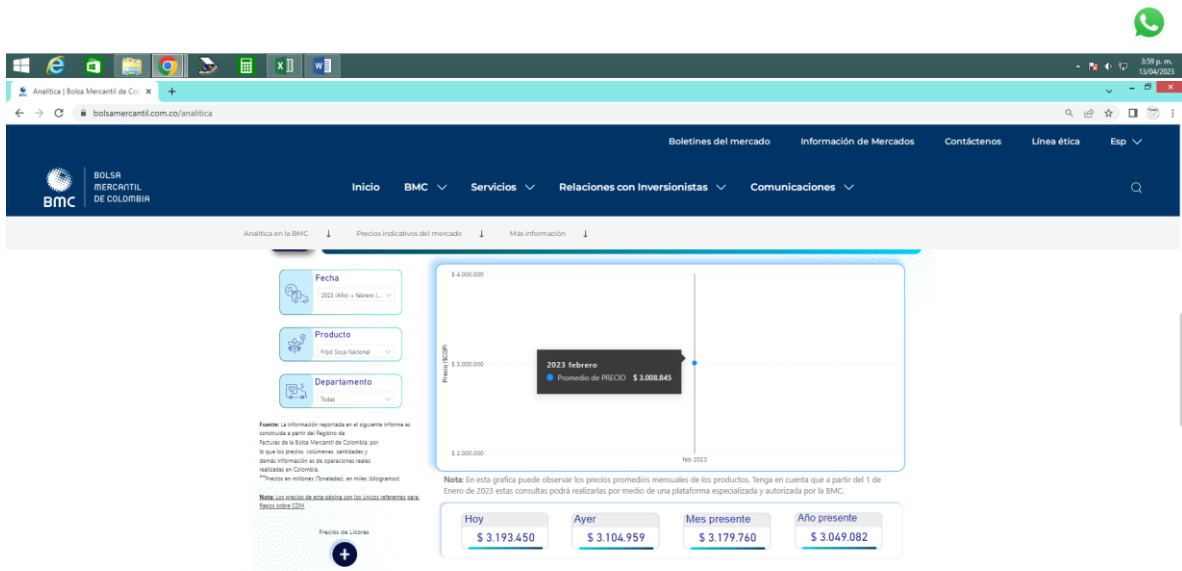 3:59 p. m.
13/04/2023
Analítica | Bolsa Mercantil de Col
bolsamercantil.com.co/analitica
Boletines del mercado
Información de Mercados
Contáctenos
Línea ética
Esp
BMC
BOLSA
MERCANTIL
DE COLOMBIA
Inicio
BMC
Servicios
Relaciones con Inversionistas
Comunicaciones
Analítica en la BMC ↓
Precios indicativos del mercado ↓
Más información ↓
Fecha
2023 (Año) + febrero (...
Producto
Frijol Soya Nacional
Departamento
Todas
Fuente: La información reportada en el siguiente informe es
construida a partir del Registro de
Facturas de la Bolsa Mercantil de Colombia, por
lo que los precios, volúmenes, cantidades y
demás información es de operaciones reales
realizadas en Colombia.
**Precios en millones (Toneladas), en miles (kilogramos)
Nota: Los precios de esta página son los únicos referentes para
Repos sobre CDM
Precios de Licores
$ 4.000.000
$ 3.000.000
$ 2.000.000
Precio ($COP)
2023 febrero
Promedio de PRECIO $ 3.008.845
feb 2023
Nota: En esta grafica puede observar los precios promedios mensuales de los productos. Tenga en
cuenta que a partir del 1 de
Enero de 2023 estas consultas podrá realizarlas por medio de una plataforma especializada y autorizada
por la BMC.
Hoy
$ 3.193.450
Ayer
$ 3.104.959
Mes presente
$ 3.179.760
Año presente
$ 3.049.082